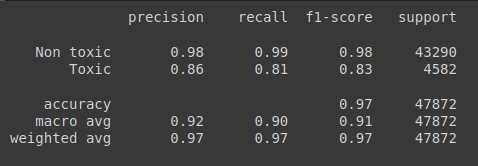 precision recall f1-score support
Non toxic 0.98 0.99 0.98 43290
Toxic 0.86 0.81 0.83 4582
accuracy 0.97 47872
macro avg 0.92 0.90 0.91 47872
weighted avg 0.97 0.97 0.97 47872